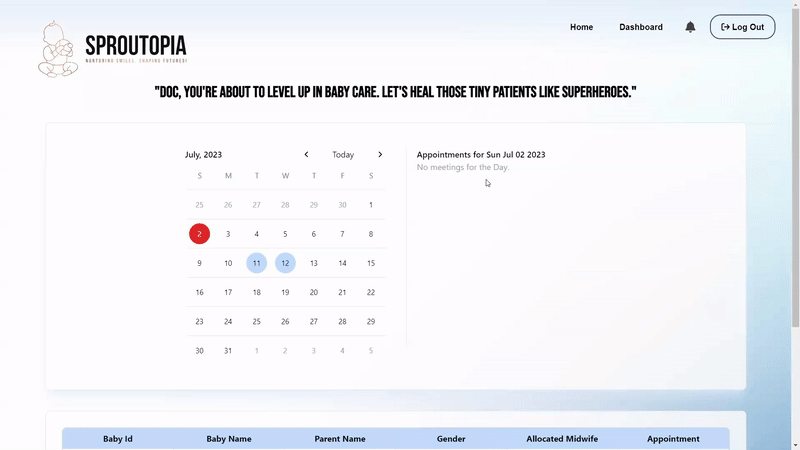 SPROUTOPIA
NURTURING SMILES, SHAPING FUTURES!
Home
Dashboard
Log Out
"DOC, YOU'RE ABOUT TO LEVEL UP IN BABY CARE. LET'S HEAL THOSE TINY PATIENTS LIKE SUPERHEROES."
July, 2023
Today
S M T W T F S
25 26 27 28 29 30 1
2 3 4 5 6 7 8
9 10 11 12 13 14 15
16 17 18 19 20 21 22
23 24 25 26 27 28 29
30 31 1 2 3 4 5
Appointments for Sun Jul 02 2023
No meetings for the Day.
Baby Id Baby Name Parent Name Gender Allocated Midwife Appointment